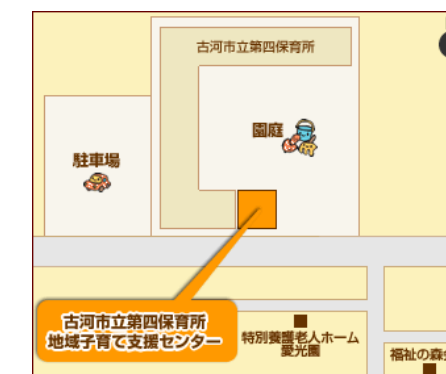 古河市立第四保育所
園庭
駐車場
古河市立第四保育所
地域子育て支援センター
特別養護老人ホーム
愛光園
福祉の森